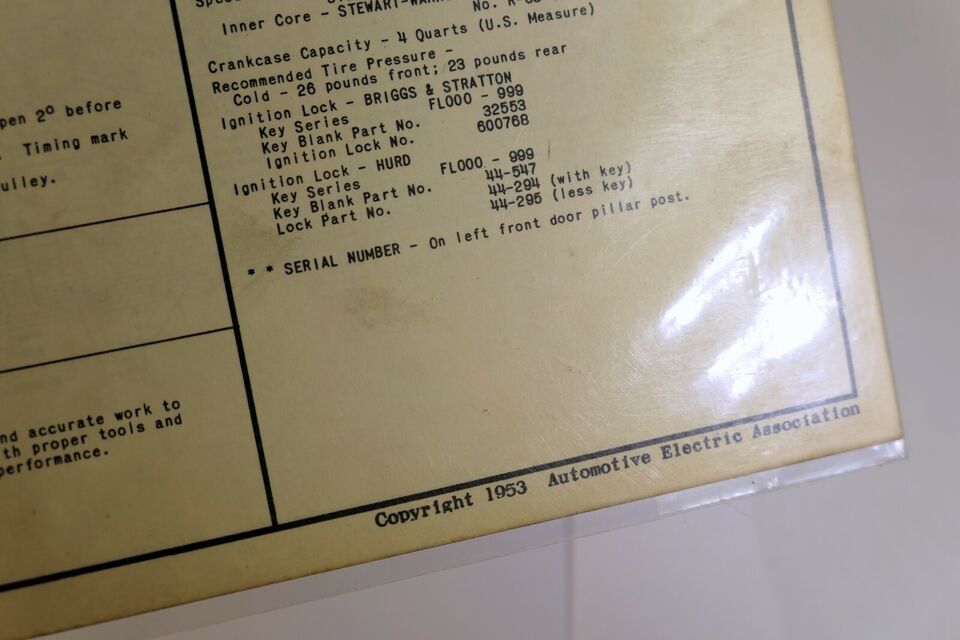 pen 2° before
. Timing mark
ulley.
nd accurate work to
th proper tools and
performance.
Inner Core - STEWART-WARN
No.
Crankcase Capacity - 4 Quarts (U.S. Measure)
Recommended Tire Pressure -
Cold - 26 pounds front; 23 pounds rear
Ignition Lock - BRIGGS & STRATTON
Key Series FL000 - 999
Key Blank Part No. 32553
Ignition Lock No. 600768
Ignition Lock - HURD
Key Series FL000 - 999
Key Blank Part No. 44-547
Lock Part No. 44-294 (with key)
44-295 (less key)
* * SERIAL NUMBER - On left front door pillar post.
Copyright 1953 Automotive Electric Association